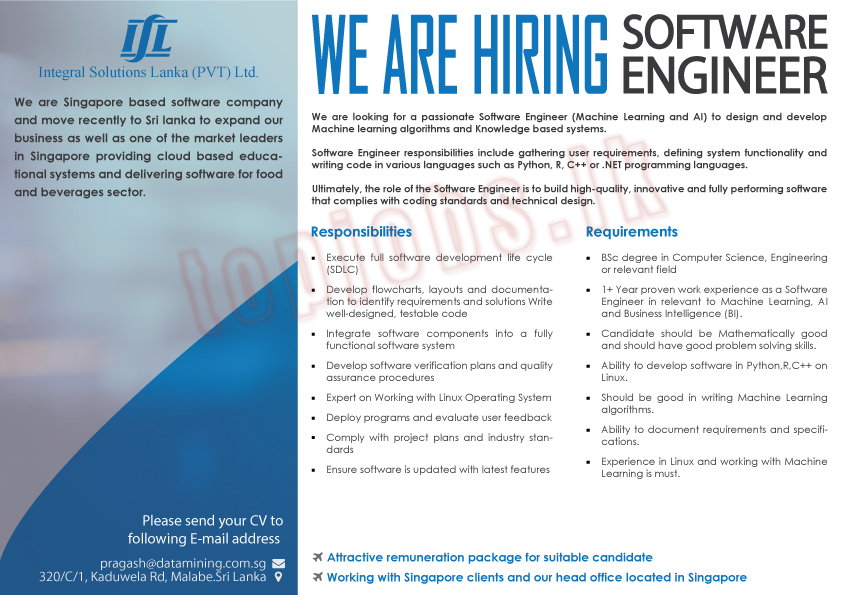 ISL
Integral Solutions Lanka (PVT) Ltd.
We are Singapore based software company
and move recently to Sri lanka to expand our
business as well as one of the market leaders
in Singapore providing cloud based educa-
tional systems and delivering software for food
and beverages sector.
Please send your CV to
following E-mail address
pragash@datamining.com.sg
320/C/1, Kaduwela Rd, Malabe.Sri Lanka
WE ARE HIRING
SOFTWARE
ENGINEER
We are looking for a passionate Software Engineer (Machine Learning and AI) to design and develop
Machine learning algorithms and Knowledge based systems.
Software Engineer responsibilities include gathering user requirements, defining system functionality and
writing code in various languages such as Python, R, C++ or .NET programming languages.
Ultimately, the role of the Software Engineer is to build high-quality, innovative and fully performing software
that complies with coding standards and technical design.
topjobs.lk
Responsibilities
Execute full software development life cycle
(SDLC)
Develop flowcharts, layouts and documenta-
tion to identify requirements and solutions Write
well-designed, testable code
Integrate software components into a fully
functional software system
Develop software verification plans and quality
assurance procedures
Expert on Working with Linux Operating System
Deploy programs and evaluate user feedback
Comply with project plans and industry stan-
dards
Ensure software is updated with latest features
Requirements
BSc degree in Computer Science, Engineering
or relevant field
1+ Year proven work experience as a Software
Engineer in relevant to Machine Learning, AI
and Business Intelligence (BI).
Candidate should be Mathematically good
and should have good problem solving skills.
Ability to develop software in Python,R,C++ on
Linux.
Should be good in writing Machine Learning
algorithms.
Ability to document requirements and specifi-
cations.
Experience in Linux and working with Machine
Learning is must.
Attractive remuneration package for suitable candidate
Working with Singapore clients and our head office located in Singapore